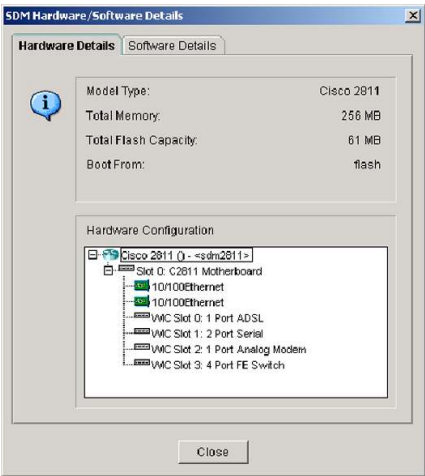 SDM Hardware/Software Details
Hardware Details Software Details
Model Type: Cisco 2811
Total Memory: 256 MB
Total Flash Capacity: 61 MB
Boot From: flash
Hardware Configuration
Cisco 2811 () - <sdm2811>
Slot 0: C2811 Motherboard
10/100Ethernet
10/100Ethernet
WIC Slot 0: 1 Port ADSL
WIC Slot 1: 2 Port Serial
WIC Slot 2: 1 Port Analog Modem
WIC Slot 3: 4 Port FE Switch
Close